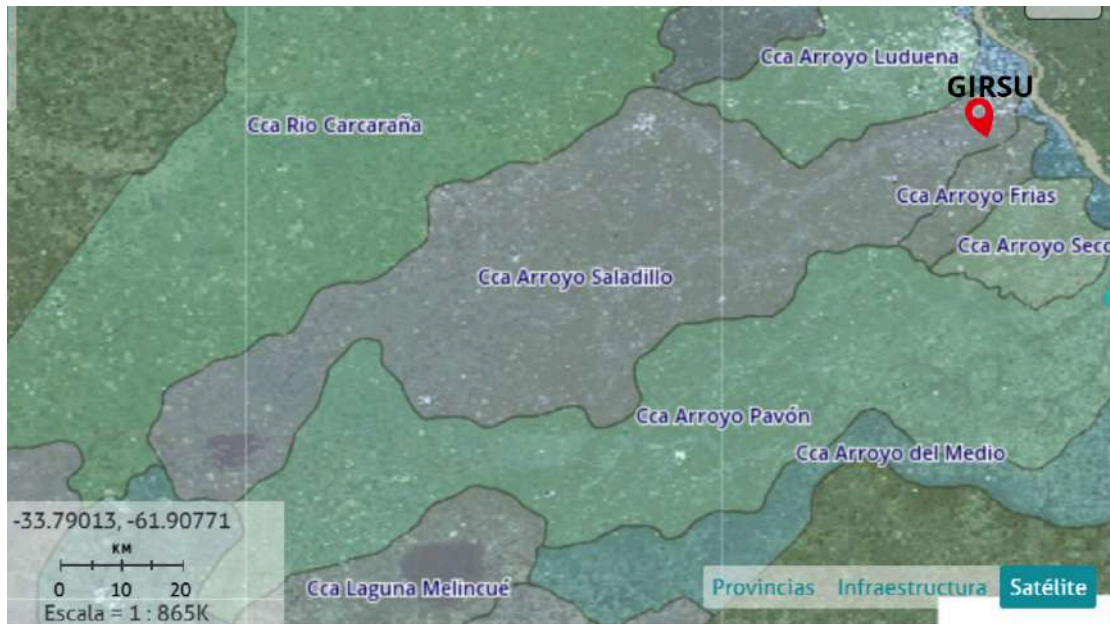 Cca Arroyo Luduena
GIRSU
Cca Rio Carcaraña
Cca Arroyo Frias
Cca Arroyo Seco
Cca Arroyo Saladillo
Cca Arroyo Pavón
Cca Arroyo del Medio
-33.79013, -61.90771
KM
0 10 20
Escala = 1 : 865K
Cca Laguna Melincué
Provincias Infraestructura Satélite